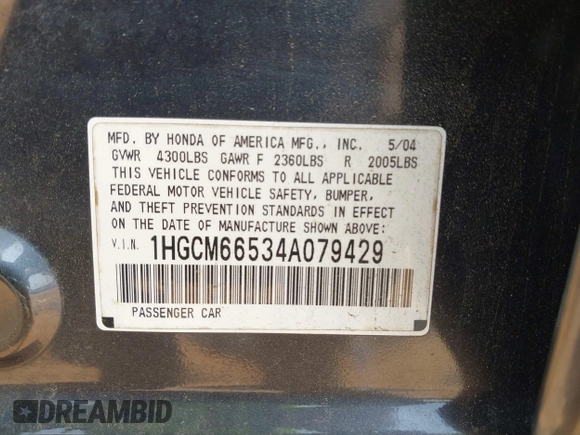 MFD. BY HONDA OF AMERICA MFG., INC. 5/04
GVWR 4300LBS GAWR F 2360LBS R 2005LBS
THIS VEHICLE CONFORMS TO ALL APPLICABLE
FEDERAL MOTOR VEHICLE SAFETY, BUMPER,
AND THEFT PREVENTION STANDARDS IN EFFECT
ON THE DATE OF MANUFACTURE SHOWN ABOVE.
V.I.N. 1HGCM66534A079429
PASSENGER CAR
DREAMBID